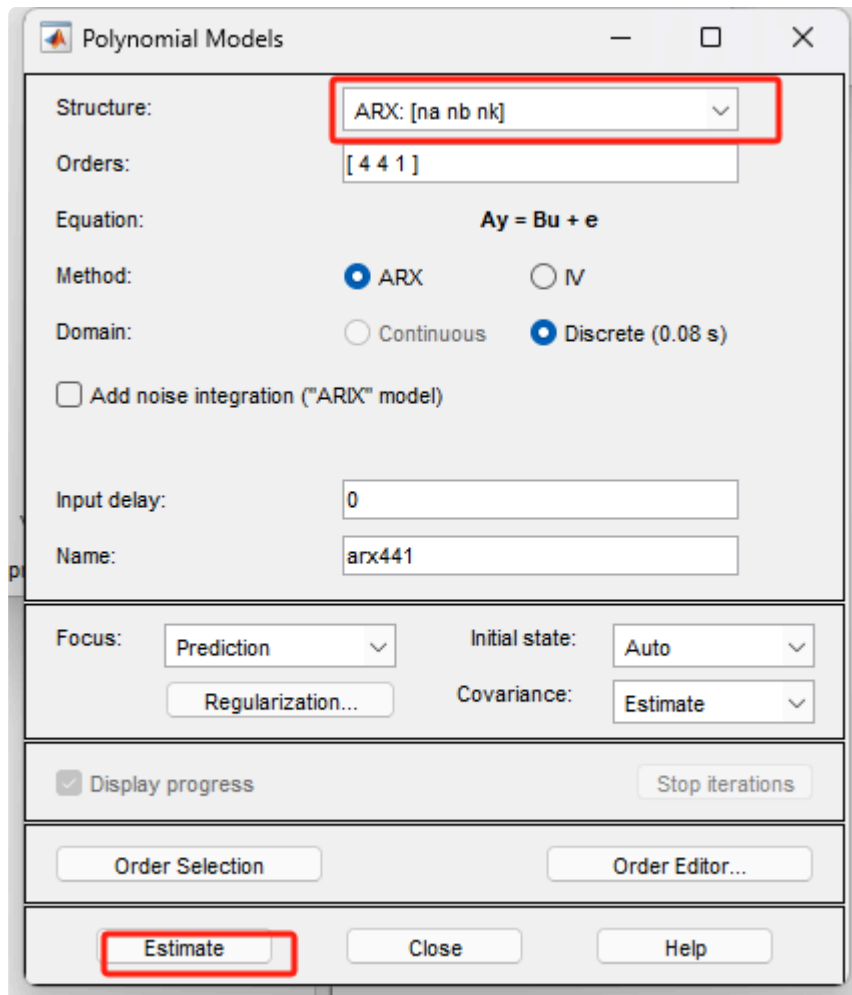 Polynomial Models
Structure: ARX: [na nb nk]
Orders: [ 4 4 1 ]
Equation: Ay = Bu + e
Method: ARX IV
Domain: Continuous Discrete (0.08 s)
Add noise integration ("ARIX" model)
Input delay: 0
Name: arx441
Focus: Prediction Initial state: Auto
Regularization... Covariance: Estimate
Display progress Stop iterations
Order Selection Order Editor...
Estimate Close Help